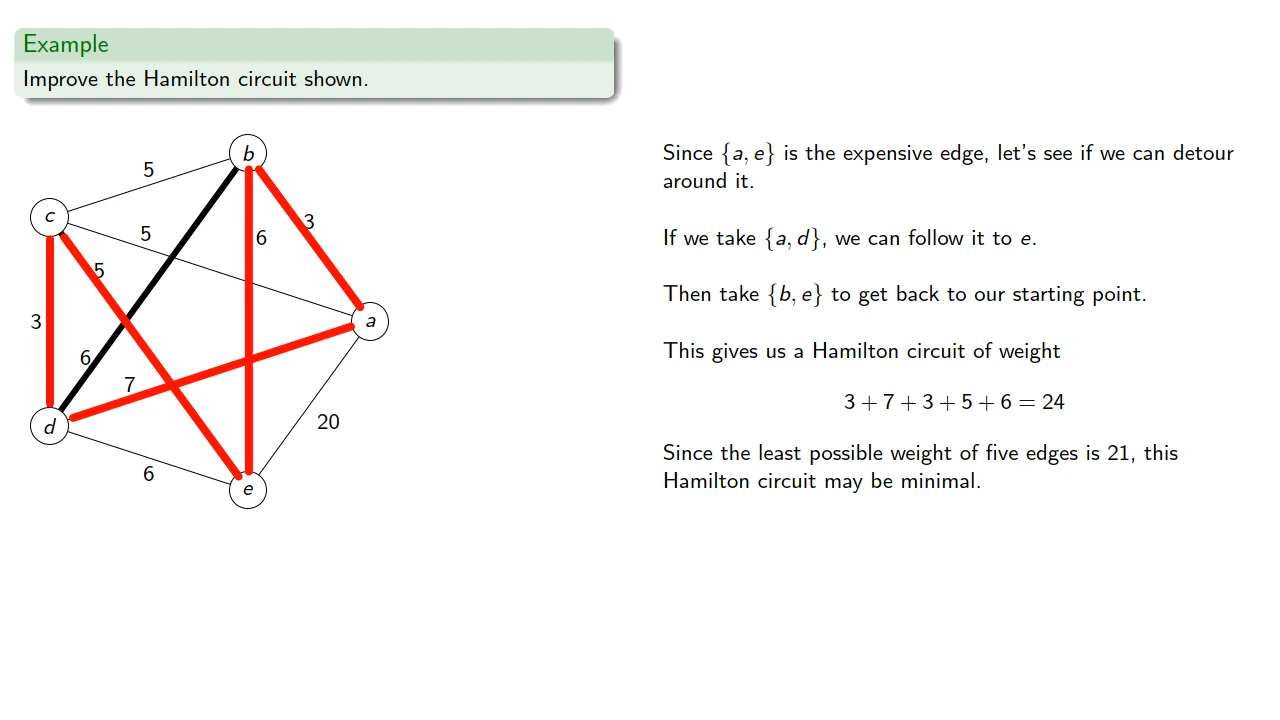 Example
Improve the Hamilton circuit shown.
b
5
c
5
3
6
5
a
3
6
7
20
d
6
e
Since {a, e} is the expensive edge, let's see if we can detour
around it.
If we take {a, d}, we can follow it to e.
Then take {b, e} to get back to our starting point.
This gives us a Hamilton circuit of weight
3 + 7 + 3 + 5 + 6 = 24
Since the least possible weight of five edges is 21, this
Hamilton circuit may be minimal.